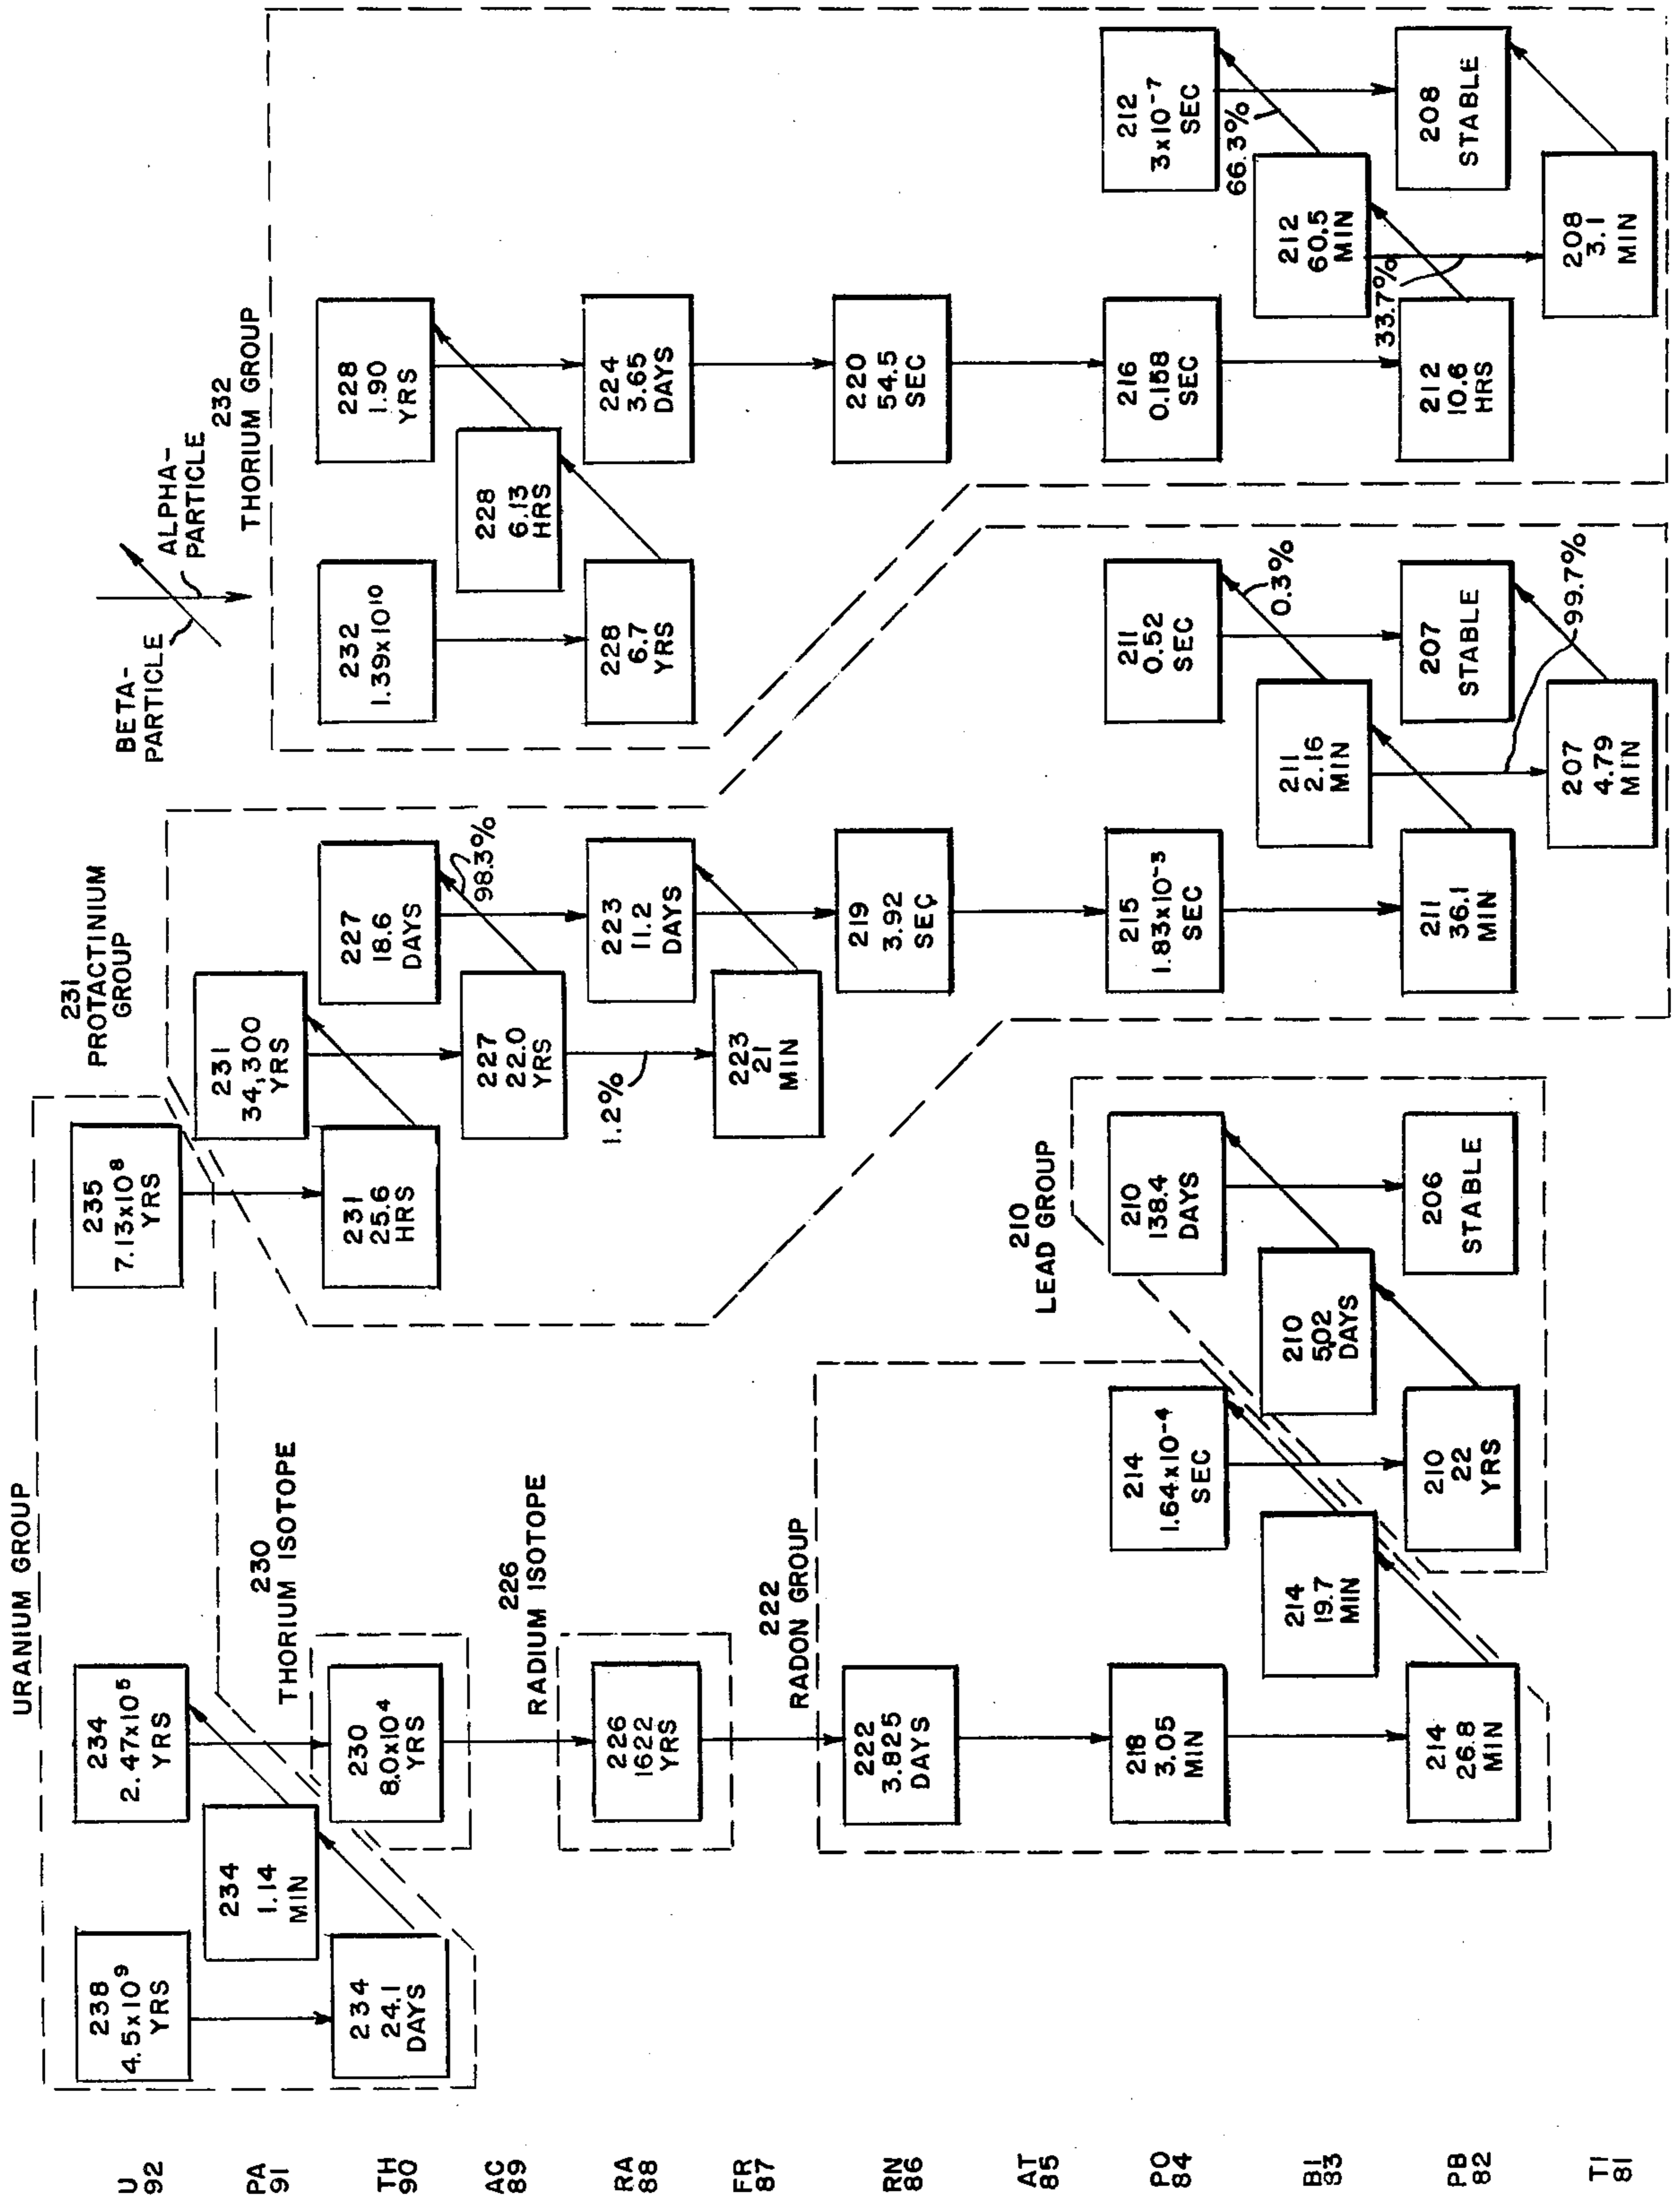 U
92
PA
91
TH
90
AC
89
RA
88
FR
87
RN
86
AT
85
PO
84
BI
83
PB
82
TI
81
URANIUM GROUP
238
4.5x10⁹
YRS
234
24.1
DAYS
234
1.14
MIN
234
2.47x10⁵
YRS
235
7.13x10⁸
YRS
230
THORIUM ISOTOPE
230
8.0x10⁴
YRS
226
RADIUM ISOTOPE
226
1622
YRS
222
RADON GROUP
222
3.825
DAYS
218
3.05
MIN
214
26.8
MIN
214
19.7
MIN
214
1.64x10⁻⁴
SEC
210
LEAD GROUP
210
22
YRS
210
5.02
DAYS
210
138.4
DAYS
206
STABLE
231
PROTACTINIUM
GROUP
231
25.6
HRS
231
34,300
YRS
227
22.0
YRS
1.2%
98.3%
227
18.6
DAYS
223
21
MIN
223
11.2
DAYS
219
3.92
SEC
215
1.83x10⁻³
SEC
211
36.1
MIN
211
2.16
MIN
0.3%
99.7%
211
0.52
SEC
207
4.79
MIN
207
STABLE
BETA-
PARTICLE
ALPHA-
PARTICLE
232
THORIUM GROUP
232
1.39x10¹⁰
228
6.7
YRS
228
6.13
HRS
228
1.90
YRS
224
3.65
DAYS
220
54.5
SEC
216
0.158
SEC
212
10.6
HRS
33.7%
66.3%
212
60.5
MIN
212
3x10⁻⁷
SEC
208
3.1
MIN
208
STABLE